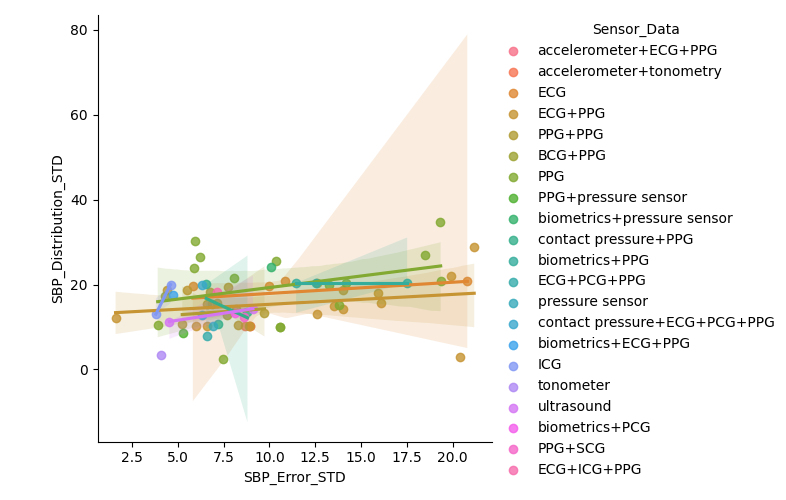 Sensor_Data
accelerometer+ECG+PPG
accelerometer+tonometry
ECG
ECG+PPG
PPG+PPG
BCG+PPG
PPG
PPG+pressure sensor
biometrics+pressure sensor
contact pressure+PPG
biometrics+PPG
ECG+PCG+PPG
pressure sensor
contact pressure+ECG+PCG+PPG
biometrics+ECG+PPG
ICG
tonometer
ultrasound
biometrics+PCG
PPG+SCG
ECG+ICG+PPG
SBP_Distribution_STD
80
60
40
20
0
2.5 5.0 7.5 10.0 12.5 15.0 17.5 20.0
SBP_Error_STD